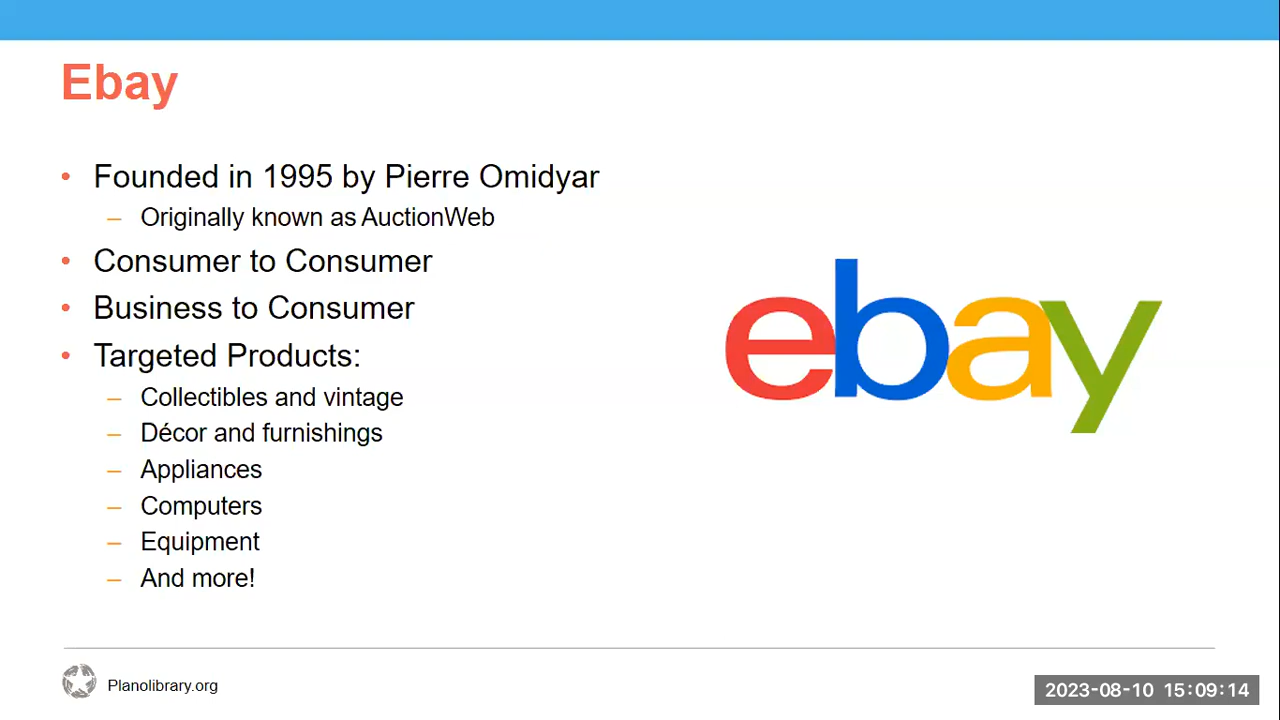 Ebay
• Founded in 1995 by Pierre Omidyar
– Originally known as AuctionWeb
• Consumer to Consumer
• Business to Consumer
• Targeted Products:
– Collectibles and vintage
– Décor and furnishings
– Appliances
– Computers
– Equipment
– And more!
ebay
Planolibrary.org
2023-08-10 15:09:14